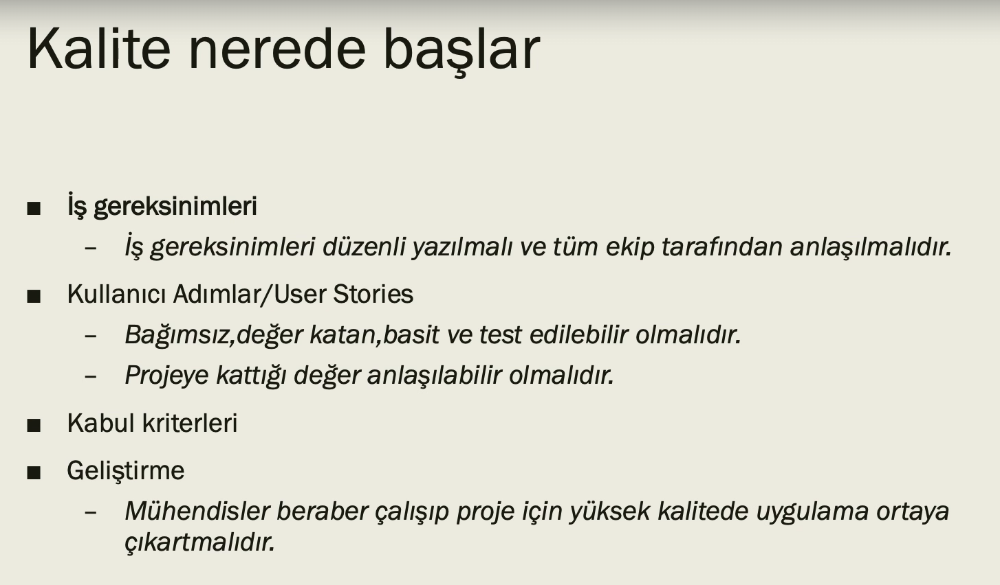 Kalite nerede başlar
■ İş gereksinimleri
– İş gereksinimleri düzenli yazılmalı ve tüm ekip tarafından anlaşılmalıdır.
■ Kullanıcı Adımlar/User Stories
– Bağımsız,değer katan,basit ve test edilebilir olmalıdır.
– Projeye kattığı değer anlaşılabilir olmalıdır.
■ Kabul kriterleri
■ Geliştirme
– Mühendisler beraber çalışıp proje için yüksek kalitede uygulama ortaya
çıkartmalıdır.